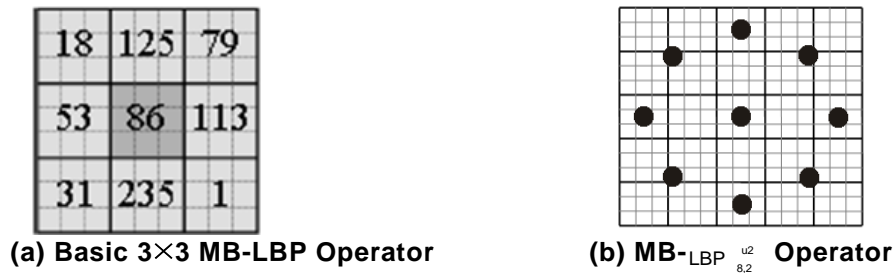 18 125 79
53 86 113
31 235 1
(a) Basic 3×3 MB-LBP Operator
(b) MB-LBP u2 8,2 Operator